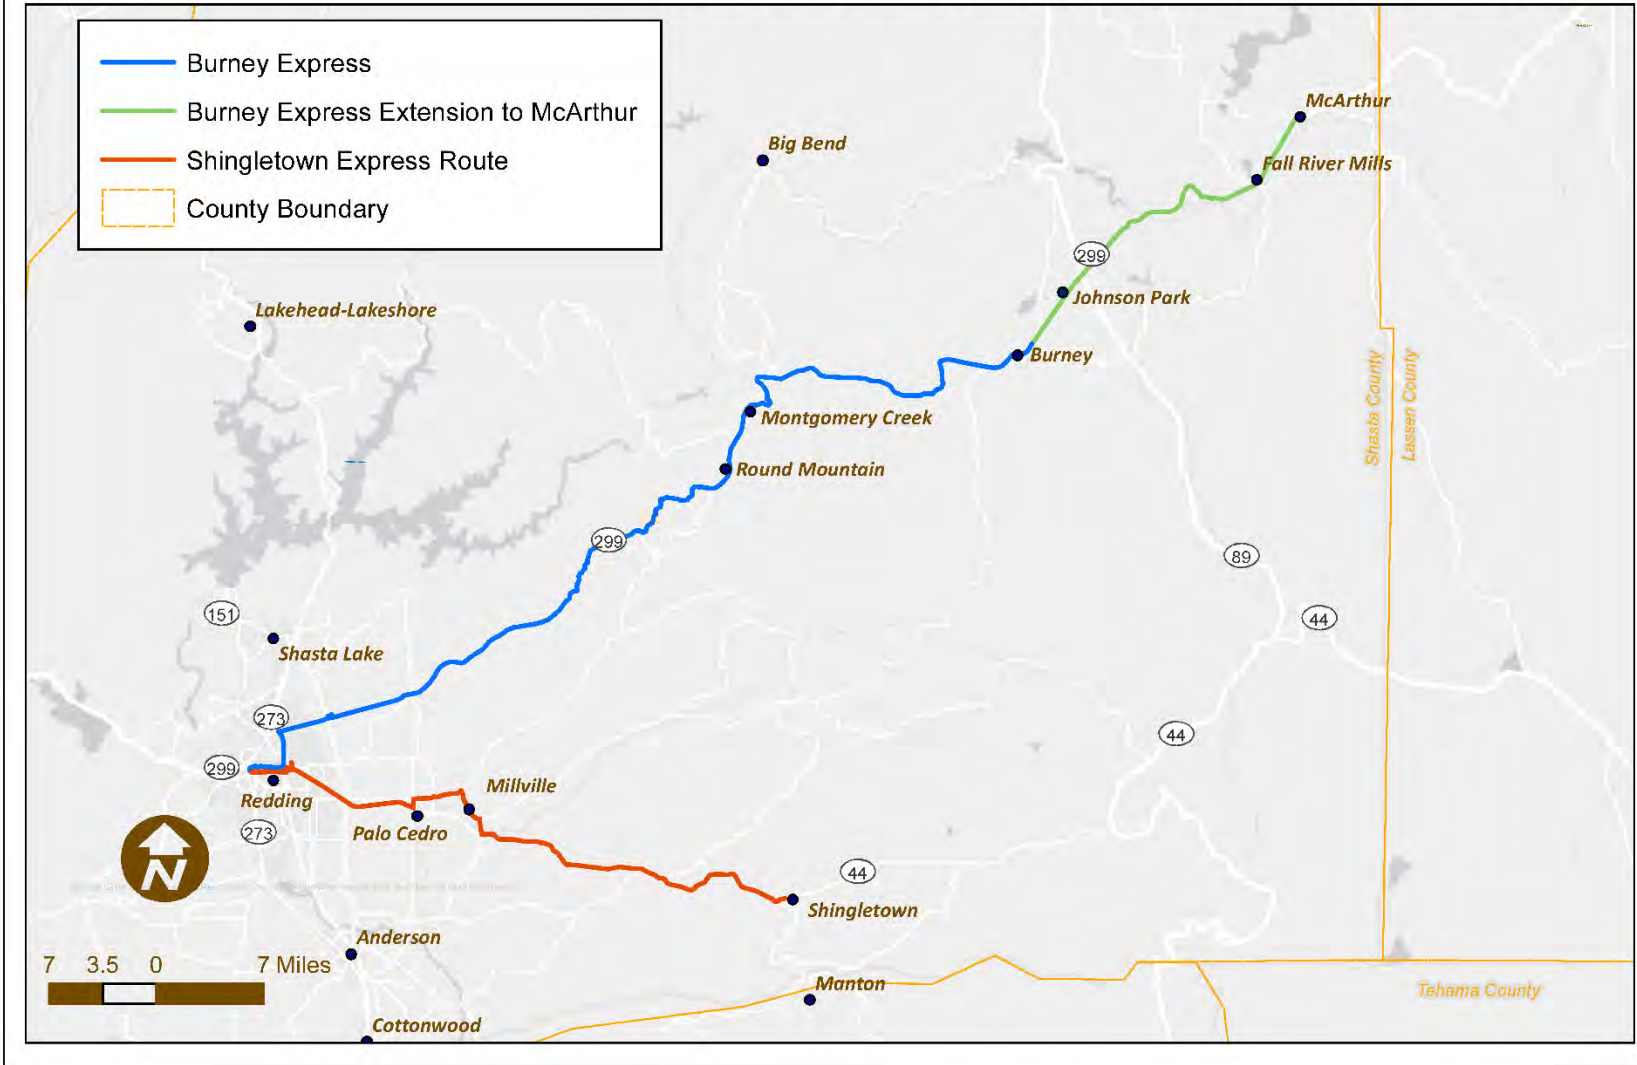 Burney Express
Burney Express Extension to McArthur
Shingletown Express Route
County Boundary
McArthur
Big Bend
Fall River Mills
299
Johnson Park
Lakehead-Lakeshore
Burney
Shasta County
Lassen County
Montgomery Creek
Round Mountain
299
89
151
44
Shasta Lake
273
44
299
Millville
Redding
273
Palo Cedro
N
44
Shingletown
Anderson
7 3.5 0 7 Miles
Manton
Tehama County
Cottonwood